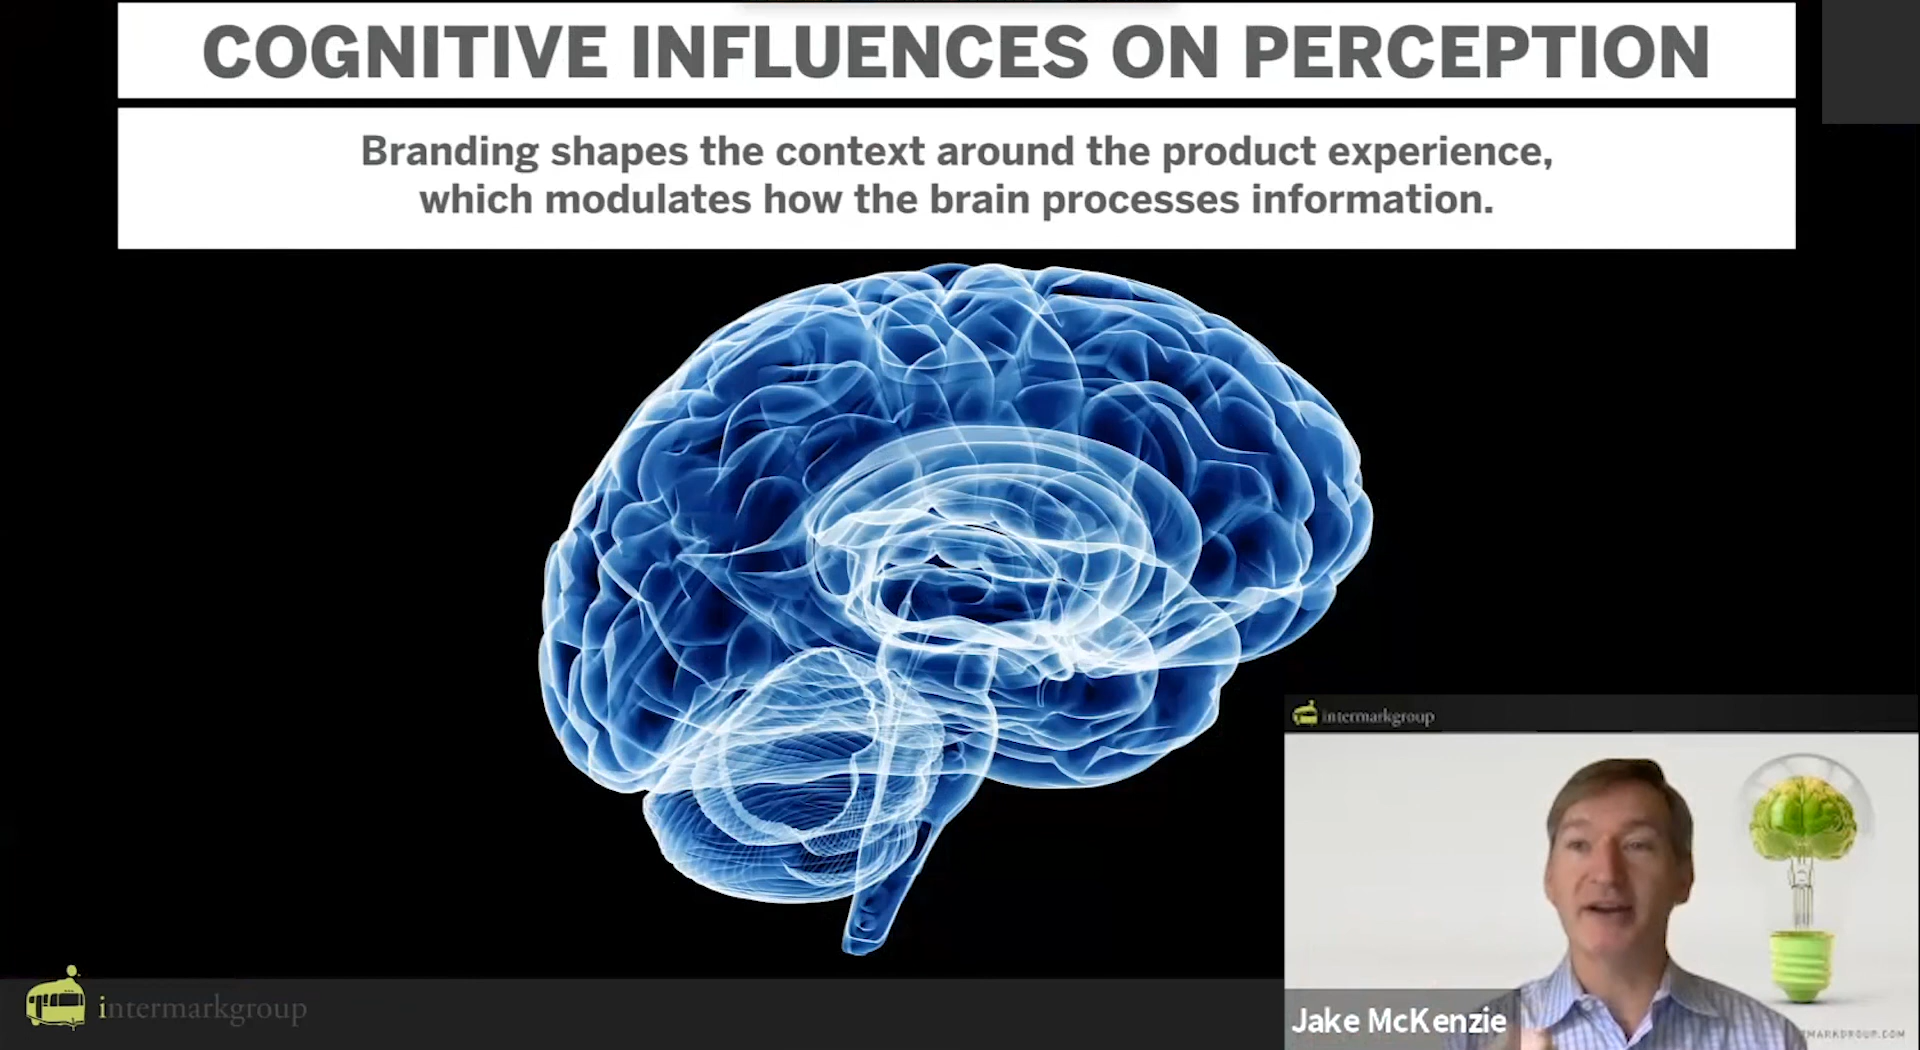 COGNITIVE INFLUENCES ON PERCEPTION
Branding shapes the context around the product experience,
which modulates how the brain processes information.
intermarkgroup
intermarkgroup
Jake McKenzie